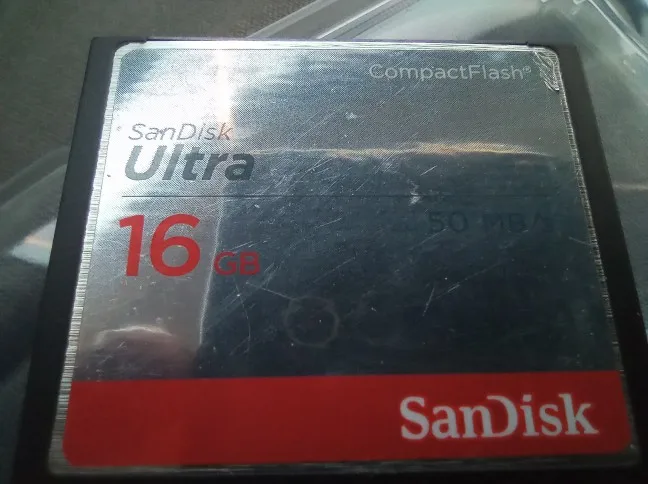 CompactFlash®
SanDisk
Ultra
16 GB
50 MB/s
SanDisk